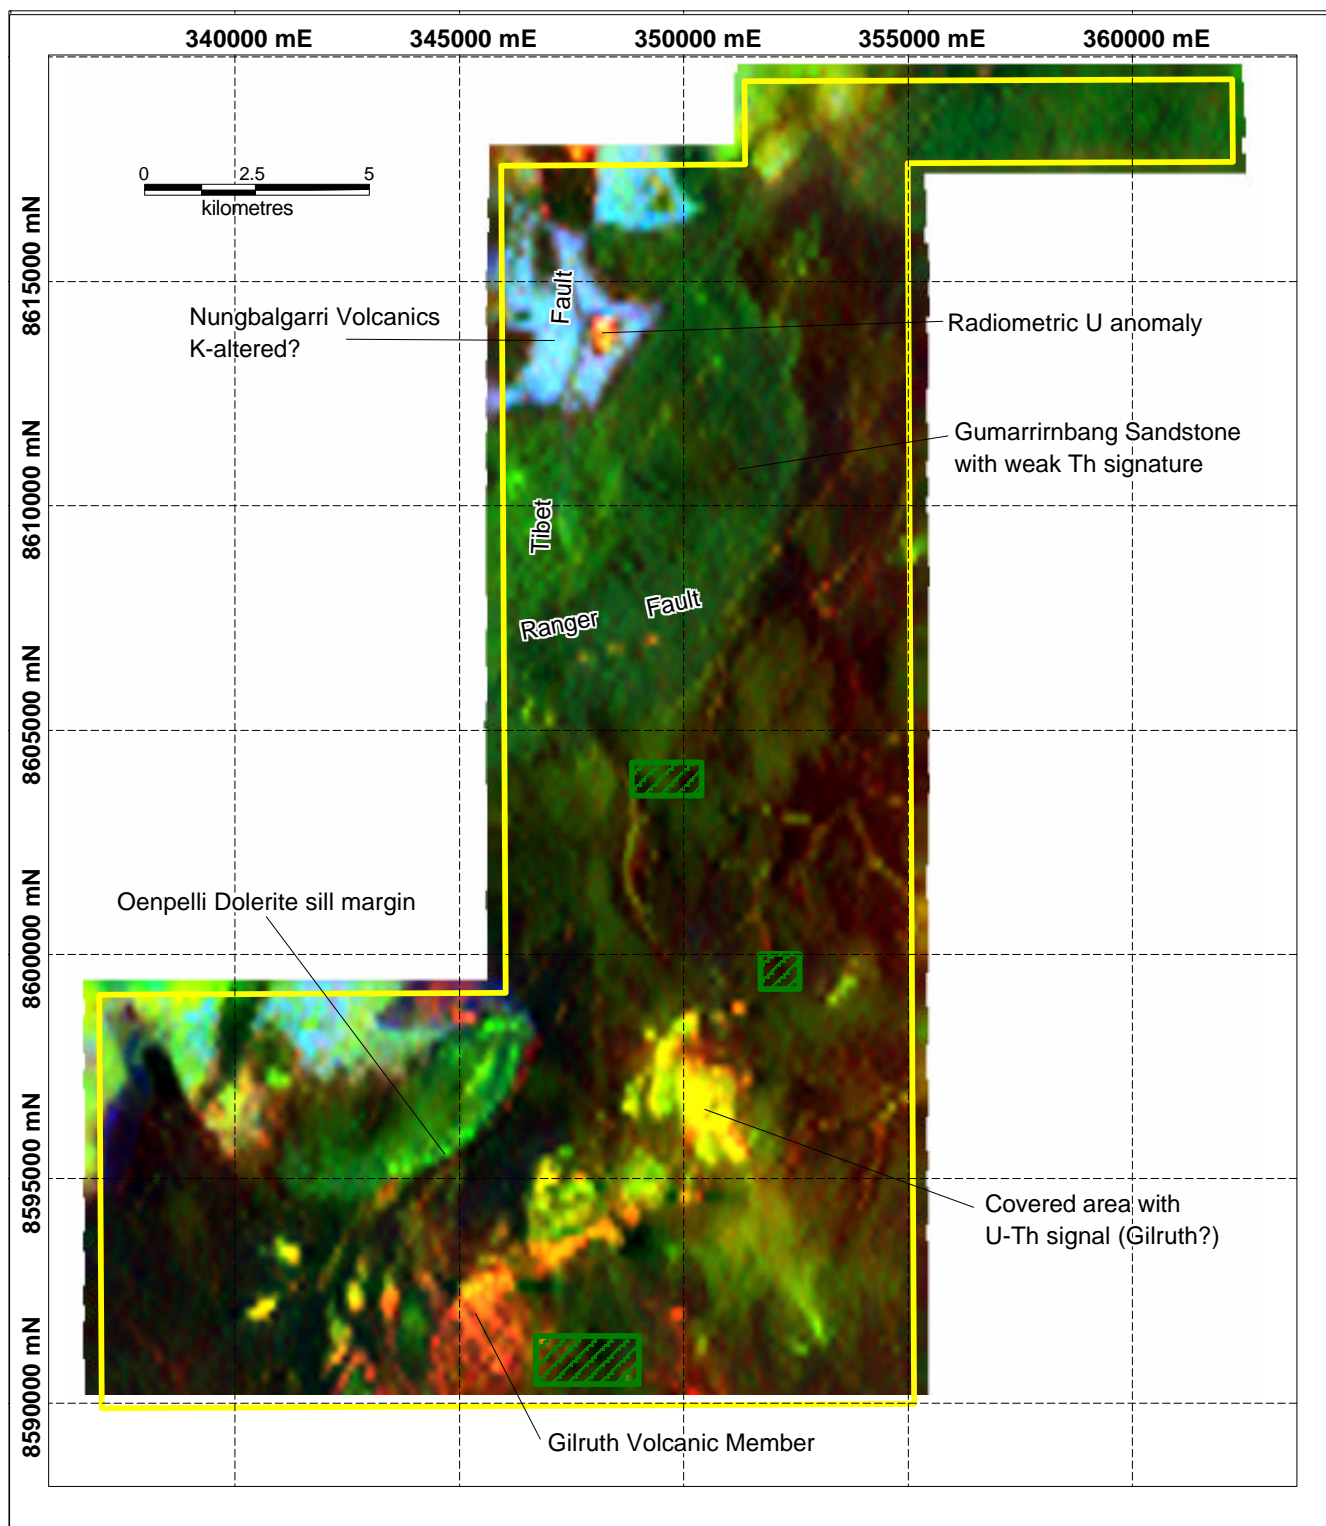 340000 mE
345000 mE
350000 mE
355000 mE
360000 mE
0
2.5
5
kilometres
8615000 mN
8610000 mN
8605000 mN
8600000 mN
8595000 mN
8590000 mN
Fault
Nungbalgarri Volcanics
K-altered?
Radiometric U anomaly
Gumarrirnbang Sandstone
with weak Th signature
Tibet
Ranger
Fault
Oenpelli Dolerite sill margin
Covered area with
U-Th signal (Gilruth?)
Gilruth Volcanic Member